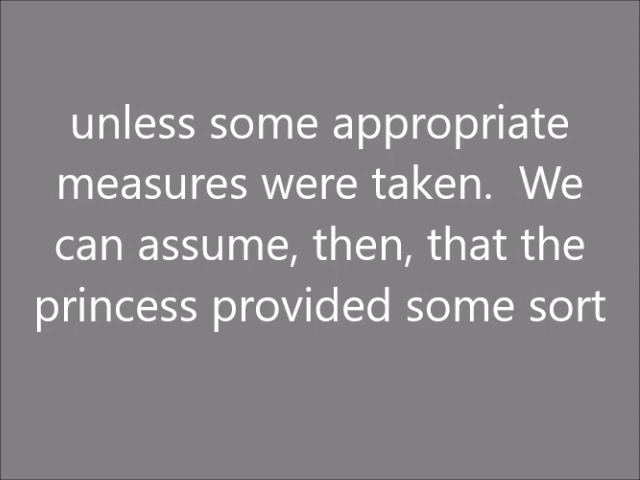 unless some appropriate
measures were taken.  We
can assume, then, that the
princess provided some sort